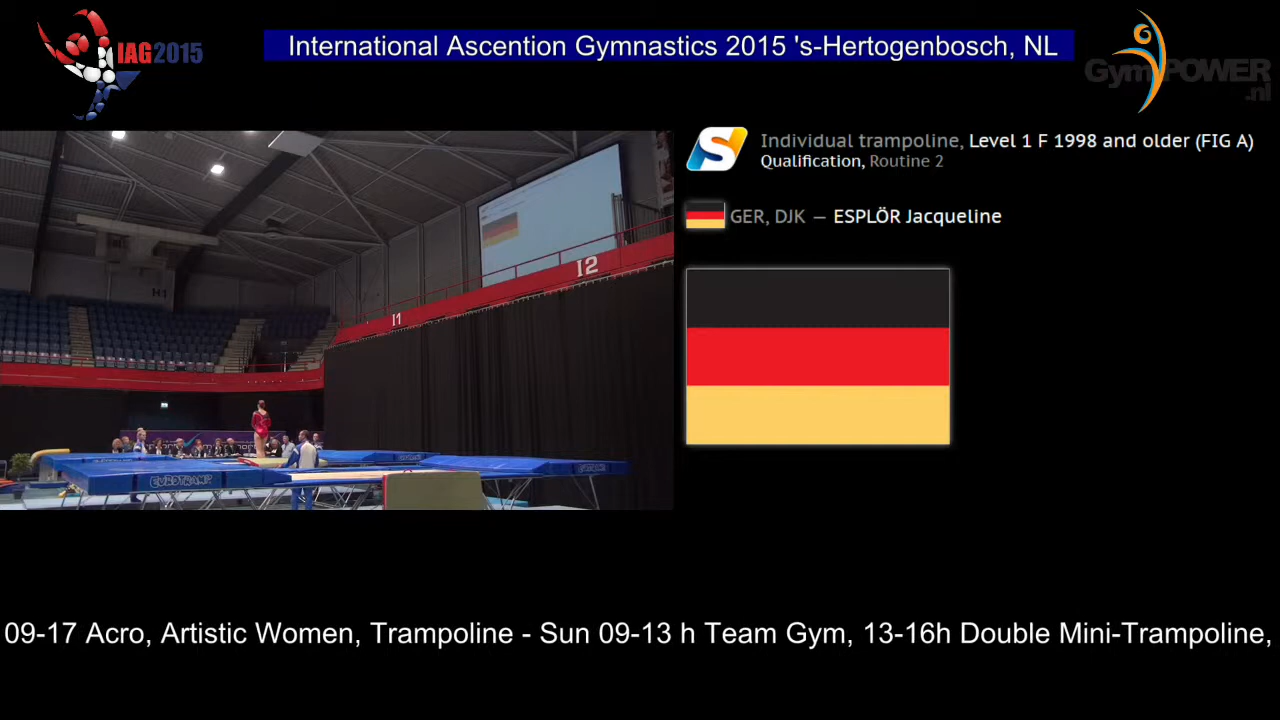 IAG2015
International Ascention Gymnastics 2015 's-Hertogenbosch, NL
GymPOWER
.nl
Individual trampoline, Level 1 F 1998 and older (FIG A)
Qualification, Routine 2
GER, DJK — ESPLÖR Jacqueline
I2
H1
I1
EUROTRAMP
09-17 Acro, Artistic Women, Trampoline - Sun 09-13 h Team Gym, 13-16h Double Mini-Trampoline,